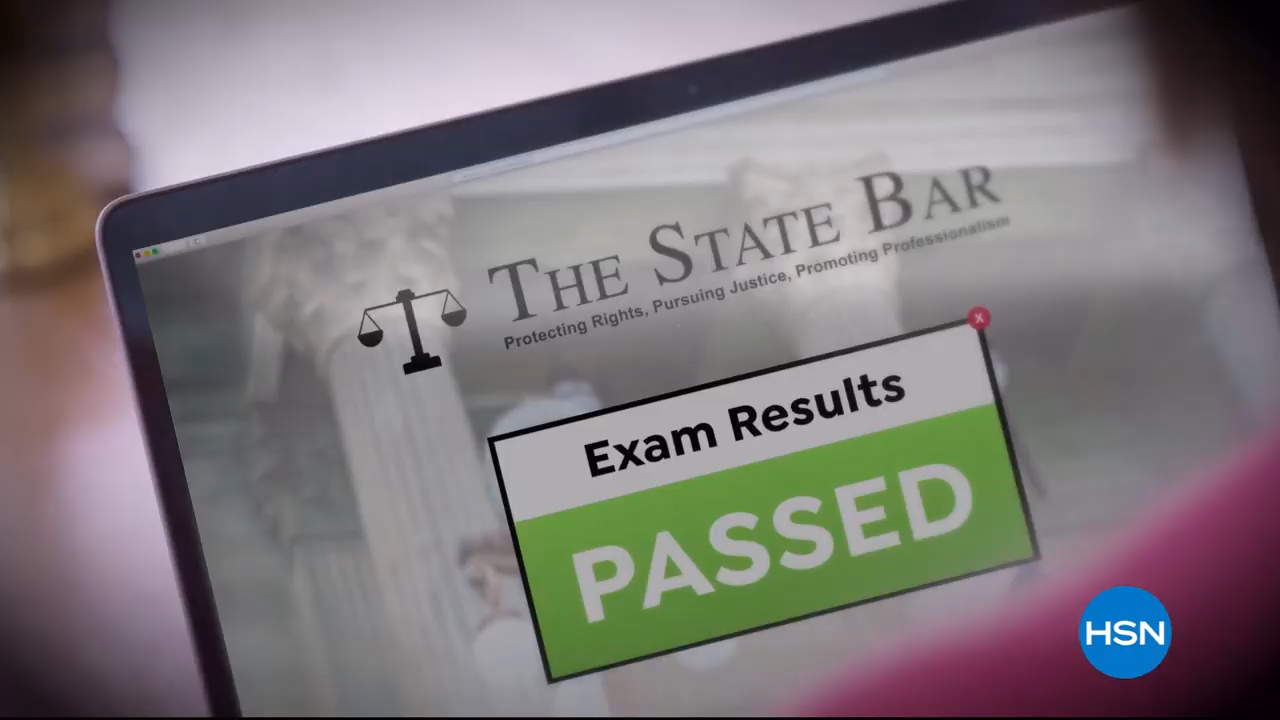 THE STATE BAR
Protecting Rights, Pursuing Justice, Promoting Professionalism
X
Exam Results
PASSED
HSN